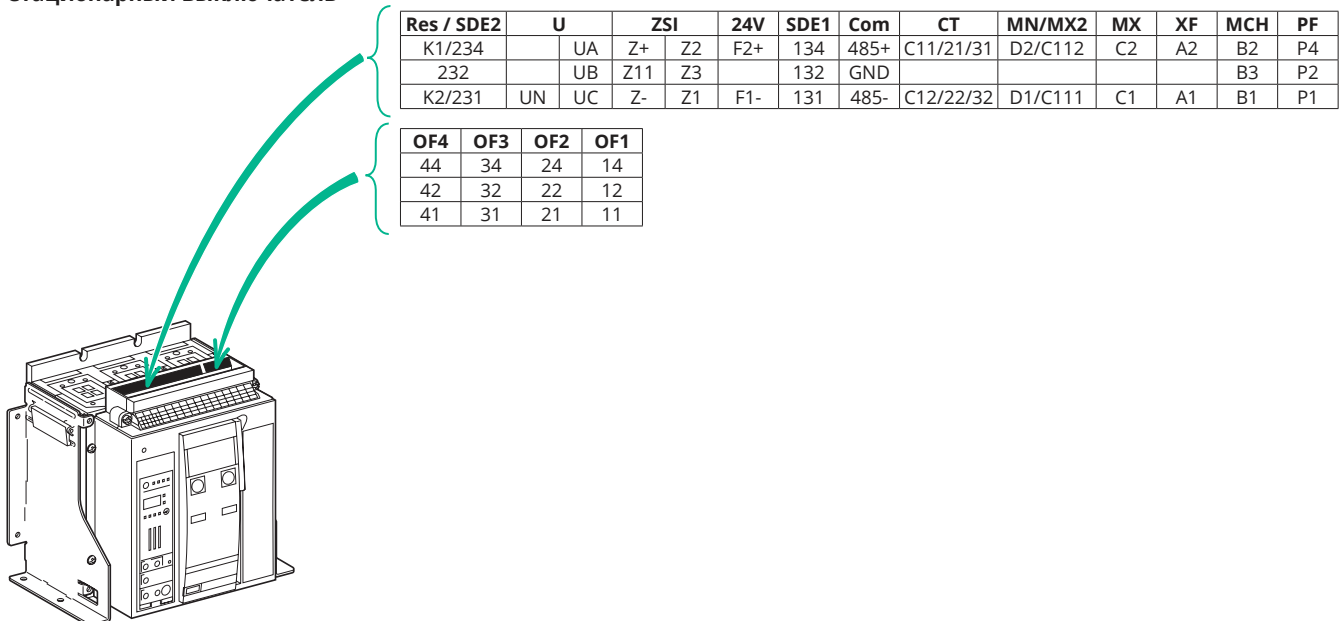 Стационарный выключатель
Res / SDE2 U ZSI 24V SDE1 Com CT MN/MX2 MX XF MCH PF
K1/234 UA Z+ Z2 F2+ 134 485+ C11/21/31 D2/C112 C2 A2 B2 P4
232 UB Z11 Z3 132 GND B3 P2
K2/231 UN UC Z- Z1 F1- 131 485- C12/22/32 D1/C111 C1 A1 B1 P1
OF4 OF3 OF2 OF1
44 34 24 14
42 32 22 12
41 31 21 11